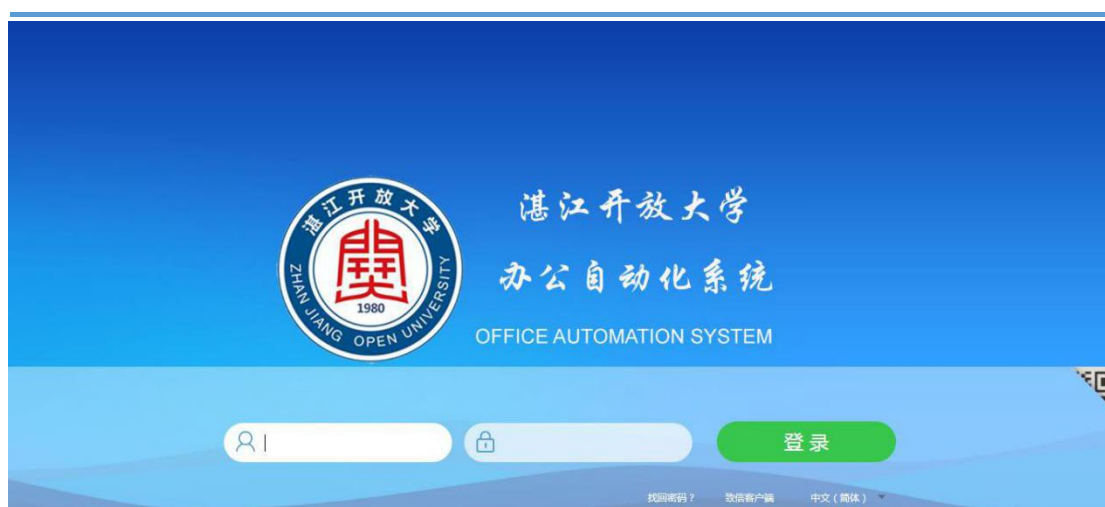 湛江开放大学
ZHAN JIANG OPEN UNIVERSITY
1980
湛江开放大学
办公自动化系统
OFFICE AUTOMATION SYSTEM
登录
找回密码？ 致信客户端 中文（简体）